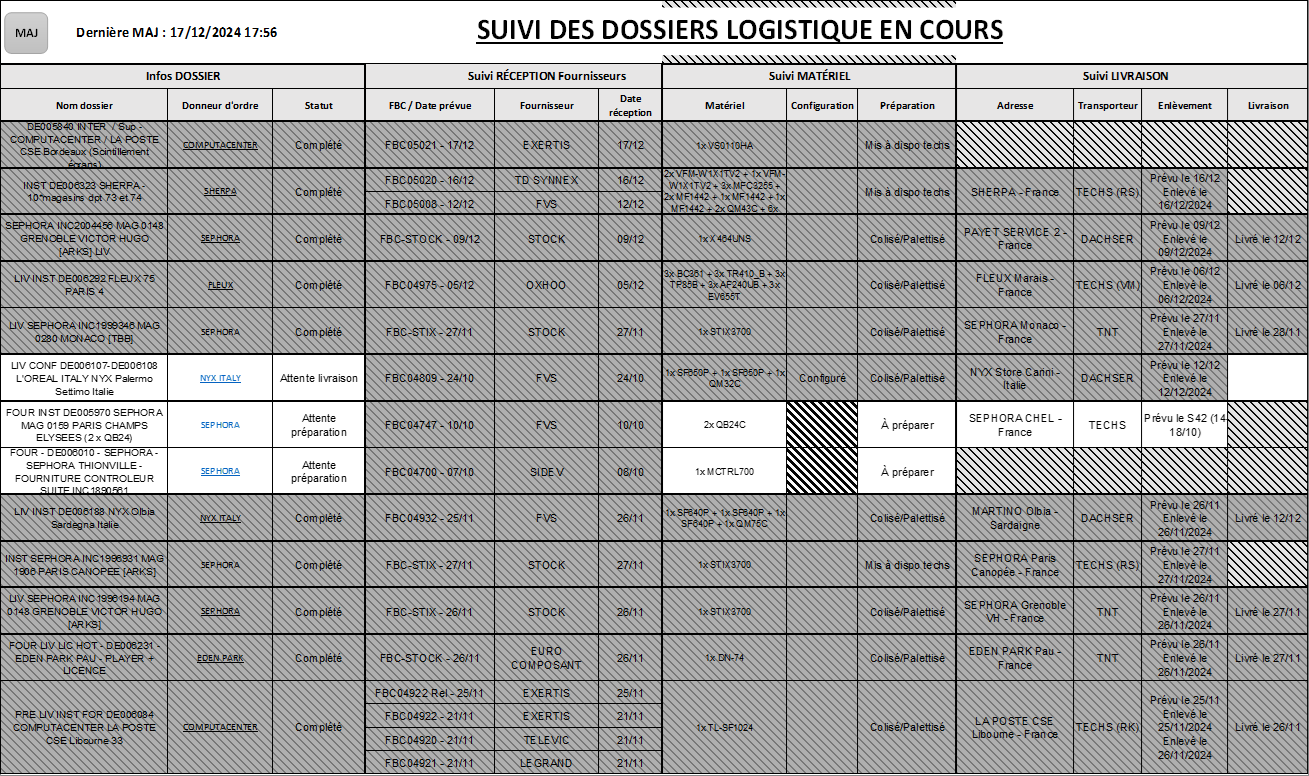 MAJ
Dernière MAJ : 17/12/2024 17:56
SUIVI DES DOSSIERS LOGISTIQUE EN COURS
Infos DOSSIER Suivi RÉCEPTION Fournisseurs Suivi MATÉRIEL Suivi LIVRAISON
Nom dossier Donneur d'ordre Statut FBC / Date prévue Fournisseur Date réception Matériel Configuration Préparation Adresse Transporteur Enlèvement Livraison
DE005840 INTER / Sup -
COMPUTACENTER / LA POSTE
CSE Bordeaux (Scintillement
écrans)
COMPUTACENTER Complété FBC05021 - 17/12 EXERTIS 17/12 1x VS0110HA Mis à dispo techs
INST DE006323 SHERPA -
10*magasins dpt 73 et 74
SHERPA Complété
FBC05020 - 16/12 TD SYNNEX 16/12
FBC05008 - 12/12 FVS 12/12
2x VFM-W1X1TV2 + 1x VFM-
W1X1TV2 + 3x MFC3255 +
2x MF1442 + 1x MF1442 + 1x
MF1442 + 2x QM43C + 6x
Mis à dispo techs SHERPA - France TECHS (RS)
Prévu le 16/12
Enlevé le
16/12/2024
SEPHORA INC2004456 MAG 0148
GRENOBLE VICTOR HUGO
[ARKS] LIV
SEPHORA Complété FBC-STOCK - 09/12 STOCK 09/12 1x X464UNS Colisé/Palettisé
PAYET SERVICE 2 -
France
DACHSER
Prévu le 09/12
Enlevé le
09/12/2024
Livré le 12/12
LIV INST DE006292 FLEUX 75
PARIS 4
FLEUX Complété FBC04975 - 05/12 OXHOO 05/12
3x BC361 + 3x TR410_B + 3x
TP85B + 3x AF240UB + 3x
EV655T
Colisé/Palettisé
FLEUX Marais -
France
TECHS (VM)
Prévu le 06/12
Enlevé le
06/12/2024
Livré le 06/12
LIV SEPHORA INC1999346 MAG
0280 MONACO [TBB]
SEPHORA Complété FBC-STIX - 27/11 STOCK 27/11 1x STIX3700 Colisé/Palettisé
SEPHORA Monaco -
France
TNT
Prévu le 27/11
Enlevé le
27/11/2024
Livré le 28/11
LIV CONF DE006107-DE006108
L'OREAL ITALY NYX Palermo
Settimo Italie
NYX ITALY Attente livraison FBC04809 - 24/10 FVS 24/10
1x SF650P + 1x SF650P + 1x
QM32C
Configuré Colisé/Palettisé
NYX Store Carini -
Italie
DACHSER
Prévu le 12/12
Enlevé le
12/12/2024
FOUR INST DE005970 SEPHORA
MAG 0159 PARIS CHAMPS
ELYSEES (2 x QB24)
SEPHORA
Attente
préparation
FBC04747 - 10/10 FVS 10/10 2x QB24C À préparer
SEPHORA CHEL -
France
TECHS
Prévu le S42 (14
18/10)
FOUR - DE006010 - SEPHORA -
SEPHORA THIONVILLE -
FOURNITURE CONTROLEUR
SUITE INC1890561
SEPHORA
Attente
préparation
FBC04700 - 07/10 SIDEV 08/10 1x MCTRL700 À préparer
LIV INST DE006188 NYX Olbia
Sardegna Italie
NYX ITALY Complété FBC04932 - 25/11 FVS 26/11
1x SF640P + 1x SF640P + 1x
SF640P + 1x QM75C
Colisé/Palettisé
MARTINO Olbia -
Sardaigne
DACHSER
Prévu le 26/11
Enlevé le
26/11/2024
Livré le 12/12
INST SEPHORA INC1996931 MAG
1906 PARIS CANOPEE [ARKS]
SEPHORA Complété FBC-STIX - 27/11 STOCK 27/11 1x STIX3700 Mis à dispo techs
SEPHORA Paris
Canopée - France
TECHS (RS)
Prévu le 27/11
Enlevé le
27/11/2024
LIV SEPHORA INC1996194 MAG
0148 GRENOBLE VICTOR HUGO
[ARKS]
SEPHORA Complété FBC-STIX - 26/11 STOCK 26/11 1x STIX3700 Colisé/Palettisé
SEPHORA Grenoble
VH - France
TNT
Prévu le 26/11
Enlevé le
26/11/2024
Livré le 27/11
FOUR LIV LIC HOT - DE006231 -
EDEN PARK PAU - PLAYER +
LICENCE
EDEN PARK Complété FBC-STOCK - 26/11
EURO
COMPOSANT
26/11 1x DN-74 Colisé/Palettisé
EDEN PARK Pau -
France
TNT
Prévu le 26/11
Enlevé le
26/11/2024
Livré le 27/11
PRE LIV INST FOR DE006084
COMPUTACENTER LA POSTE
CSE Libourne 33
COMPUTACENTER Complété
FBC04922 Rel - 25/11 EXERTIS 25/11
FBC04922 - 21/11 EXERTIS 21/11
FBC04920 - 21/11 TELEVIC 21/11
FBC04921 - 21/11 LEGRAND 21/11
1x TL-SF1024 Colisé/Palettisé
LA POSTE CSE
Libourne - France
TECHS (RK)
Prévu le 25/11
Enlevé le
25/11/2024
Enlevé le
26/11/2024
Livré le 26/11